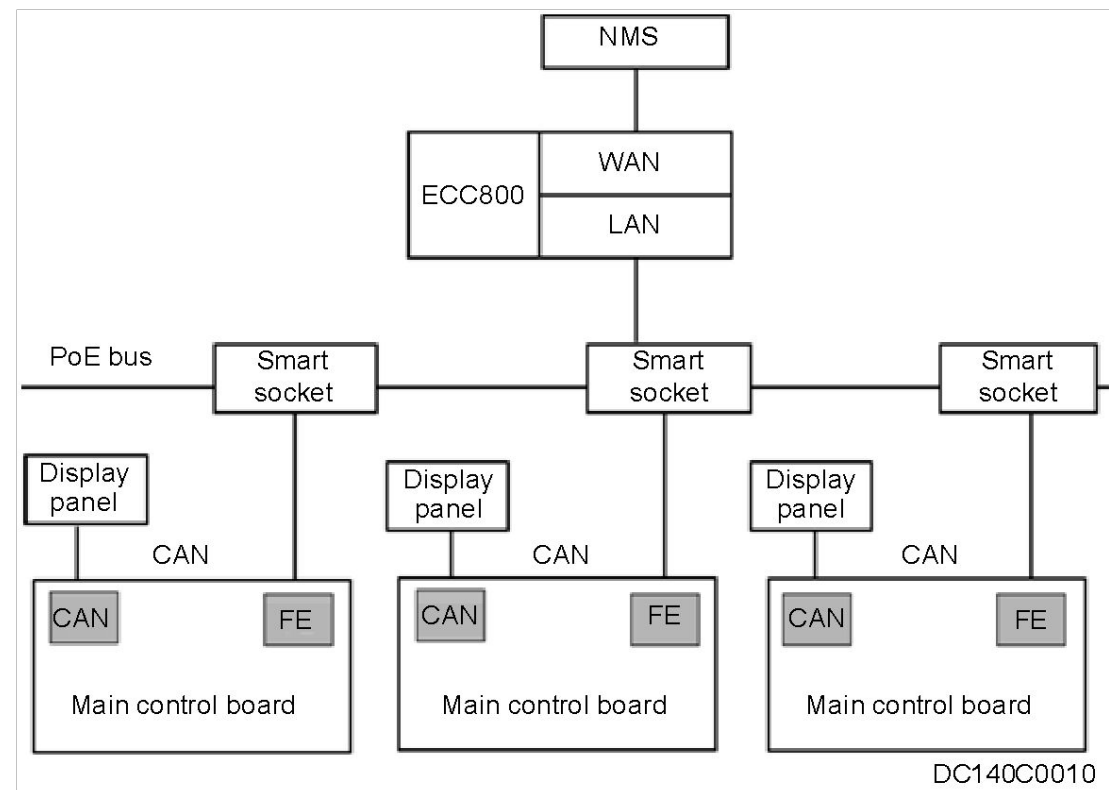 NMS
ECC800
WAN
LAN
PoE bus
Smart
socket
Smart
socket
Smart
socket
Display
panel
Display
panel
Display
panel
CAN
CAN
CAN
CAN
FE
CAN
FE
CAN
FE
Main control board
Main control board
Main control board
DC140C0010